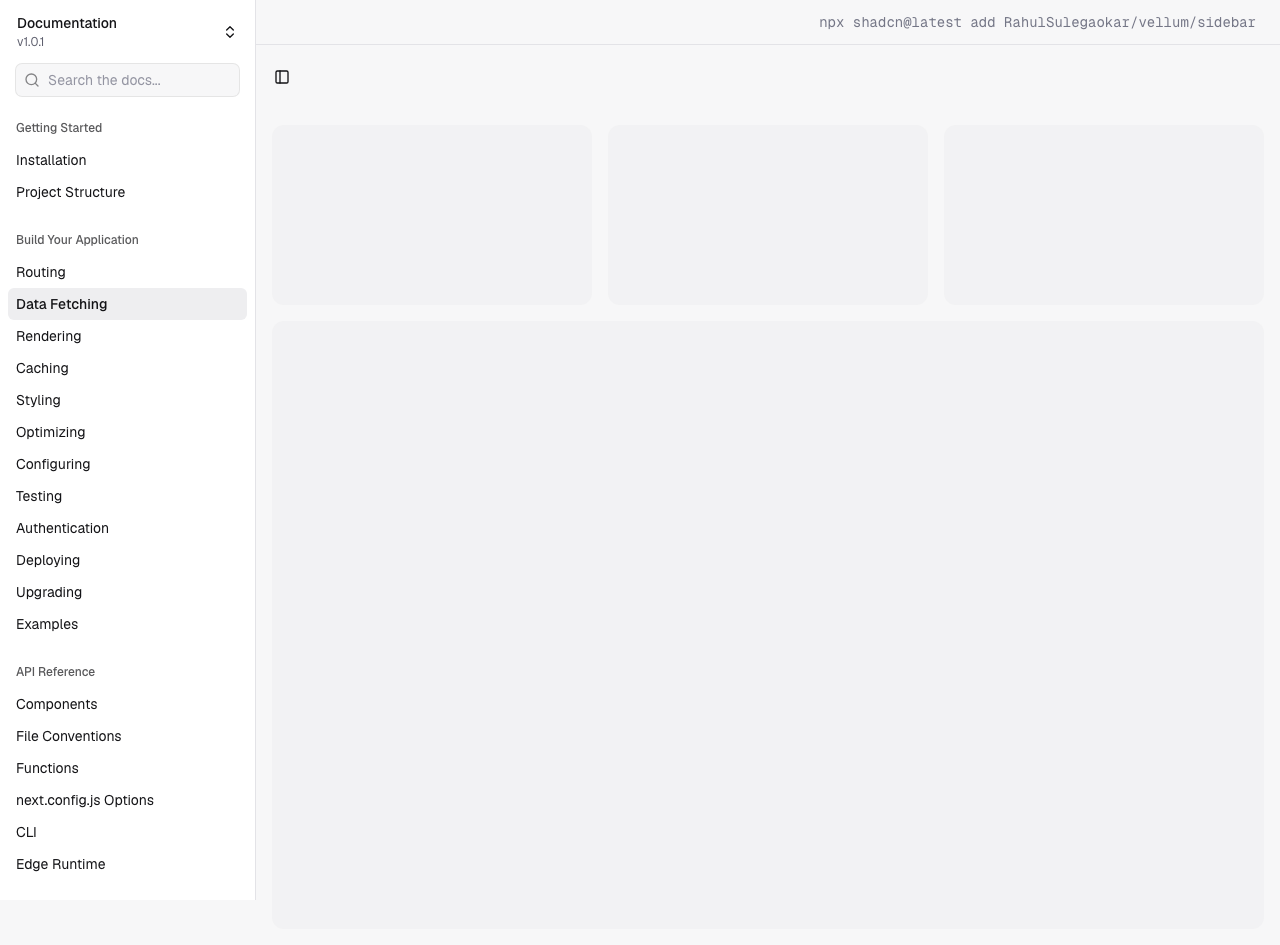 Documentation
v1.0.1
Search the docs...
Getting Started
Installation
Project Structure
Build Your Application
Routing
Data Fetching
Rendering
Caching
Styling
Optimizing
Configuring
Testing
Authentication
Deploying
Upgrading
Examples
API Reference
Components
File Conventions
Functions
next.config.js Options
CLI
Edge Runtime
npx shadcn@latest add RahulSulegaokar/vellum/sidebar